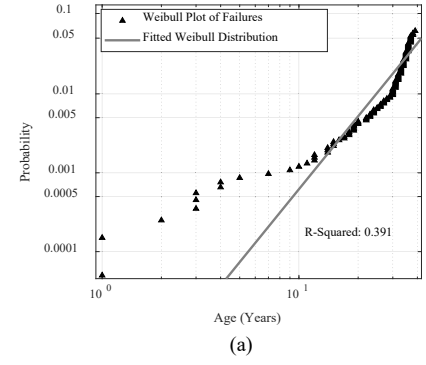 0.1
Weibull Plot of Failures
Fitted Weibull Distribution
0.05
0.01
0.005
0.001
0.0005
0.0001
Probability
R-Squared: 0.391
10 0
10 1
Age (Years)
(a)